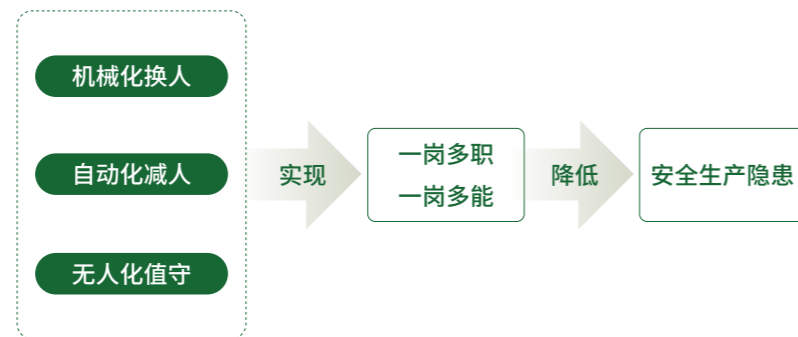 机械化换人
自动化减人
无人化值守
实现
一岗多职
一岗多能
降低
安全生产隐患